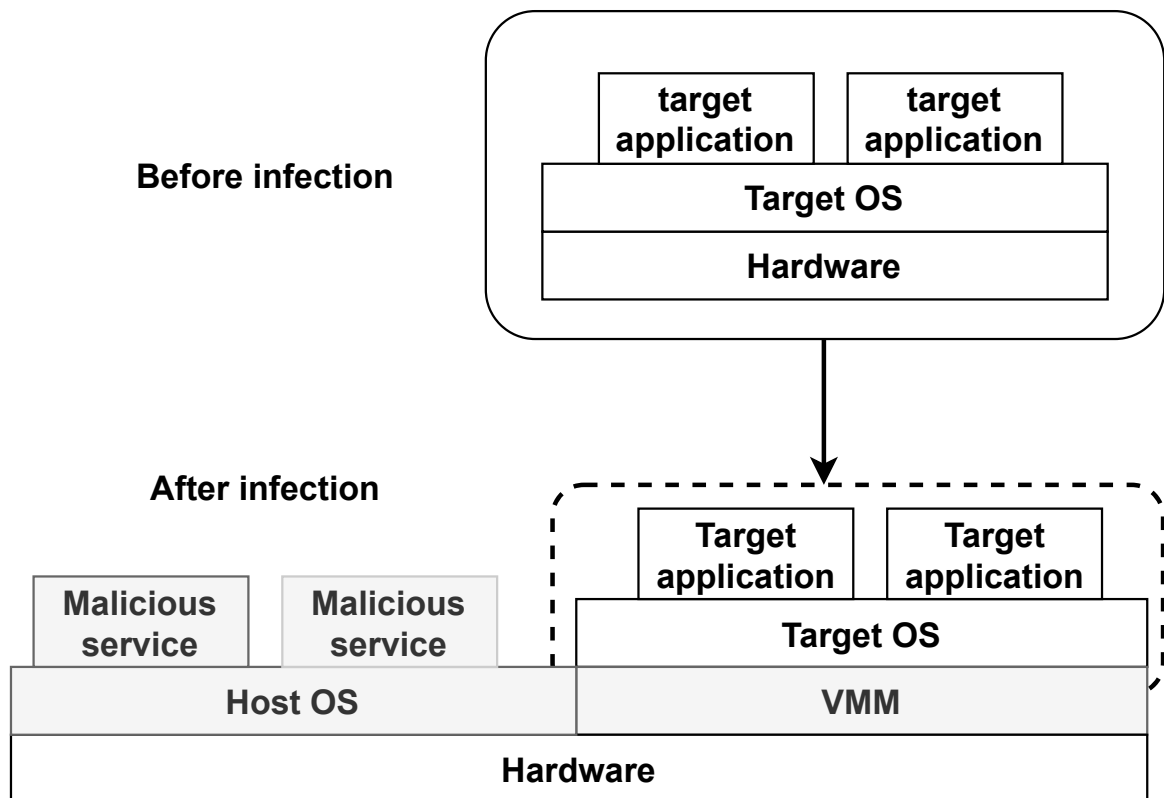 target
application
target
application
Before infection
Target OS
Hardware
After infection
Target
application
Target
application
Malicious
service
Malicious
service
Target OS
Host OS
VMM
Hardware